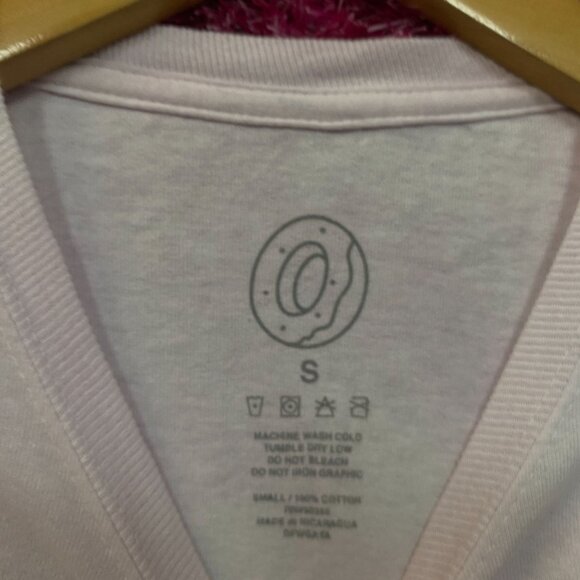 S
MACHINE WASH COLD
TUMBLE DRY LOW
DO NOT BLEACH
DO NOT IRON GRAPHIC
SMALL / 100% COTTON
MADE IN NICARAGUA